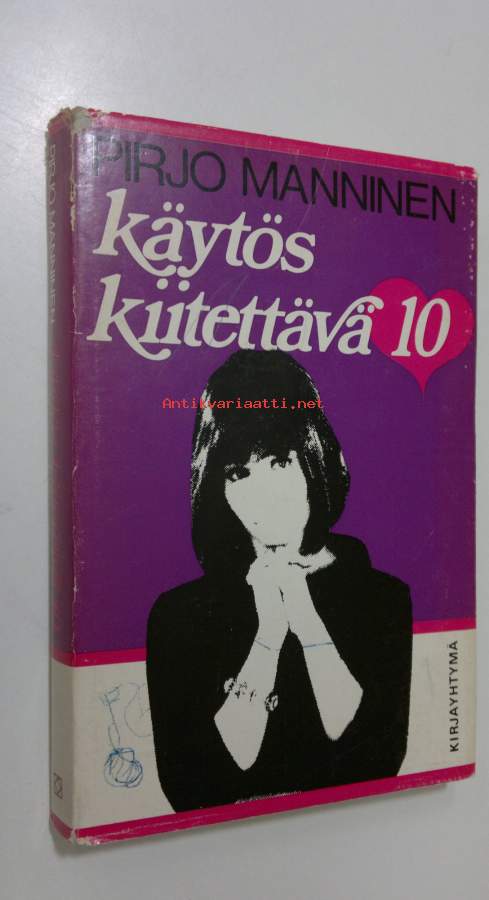 PIRJO MANNINEN
käytös
kiitettävä 10
Antikvariaatti.net
KIRJAYHTYMÄ
PIRJO MANNINEN